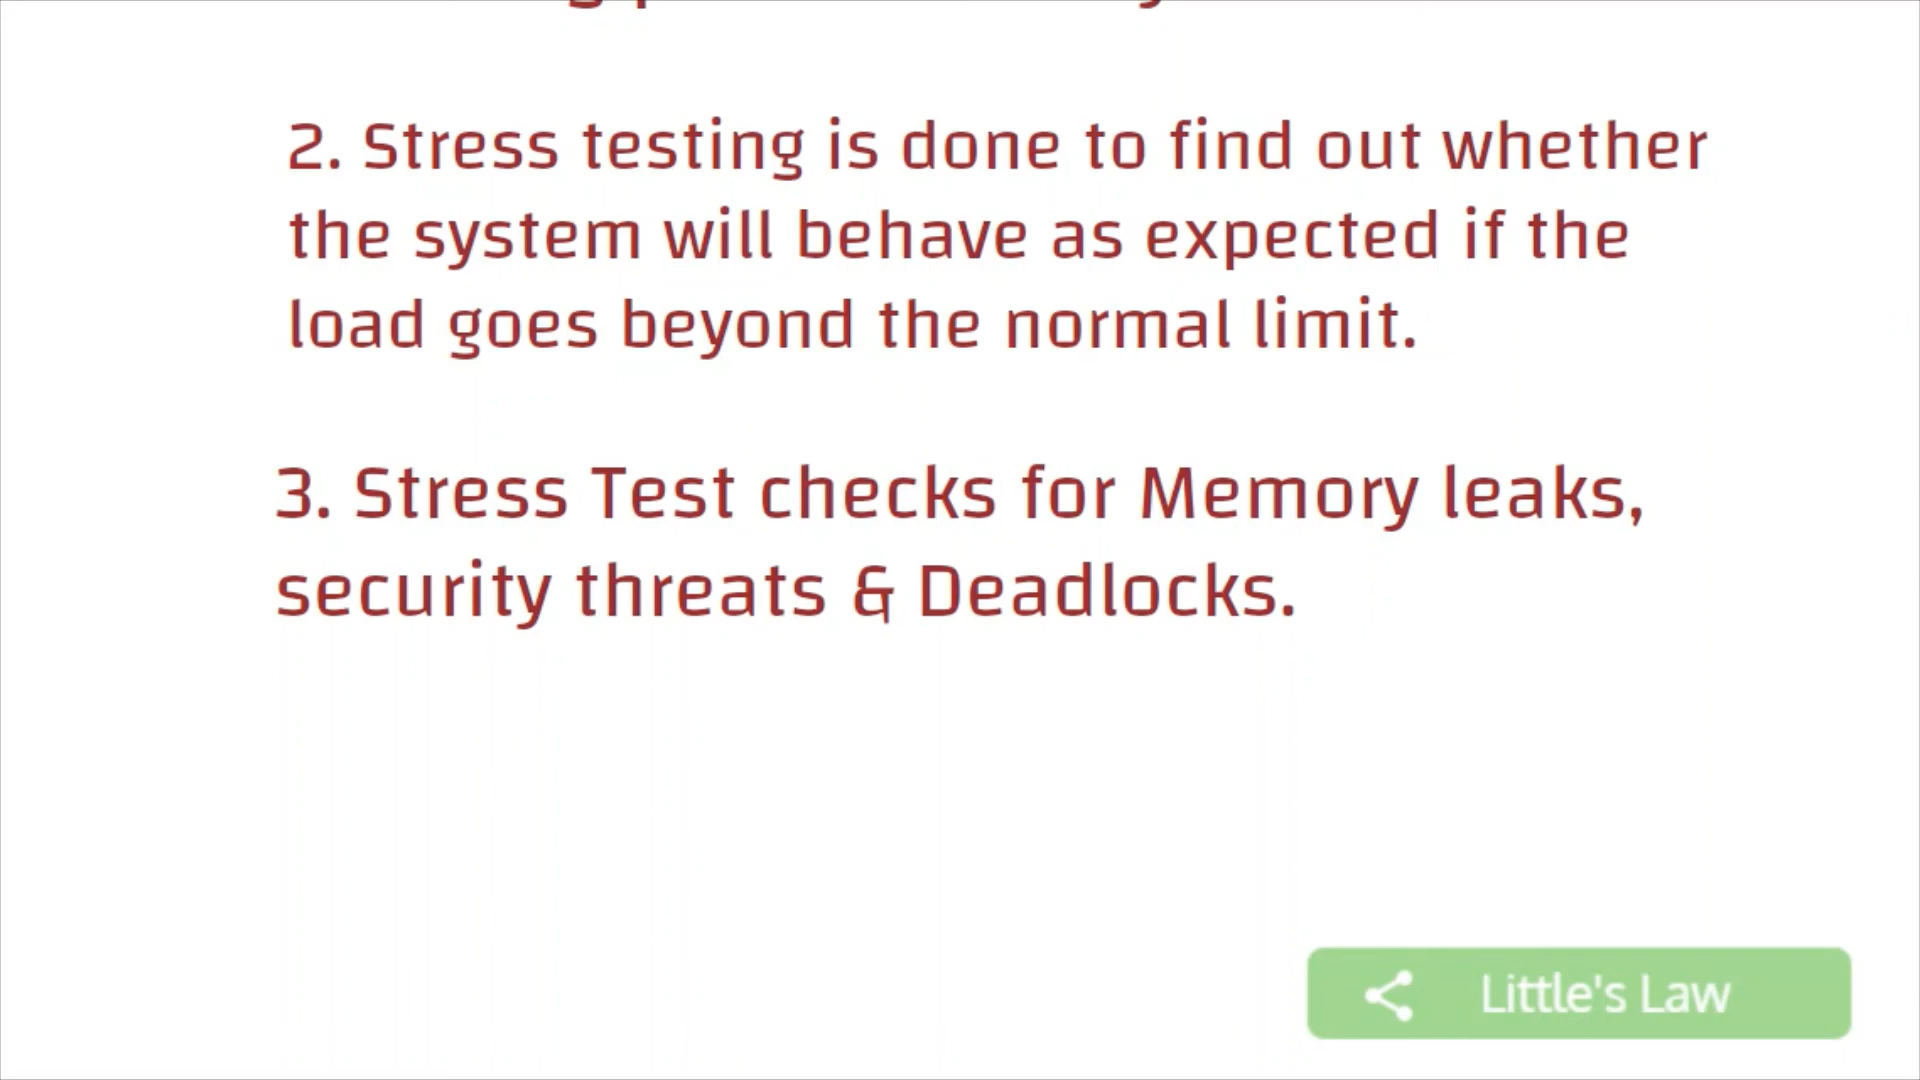 2. Stress testing is done to find out whether
the system will behave as expected if the
load goes beyond the normal limit.
3. Stress Test checks for Memory leaks,
security threats & Deadlocks.
Little's Law